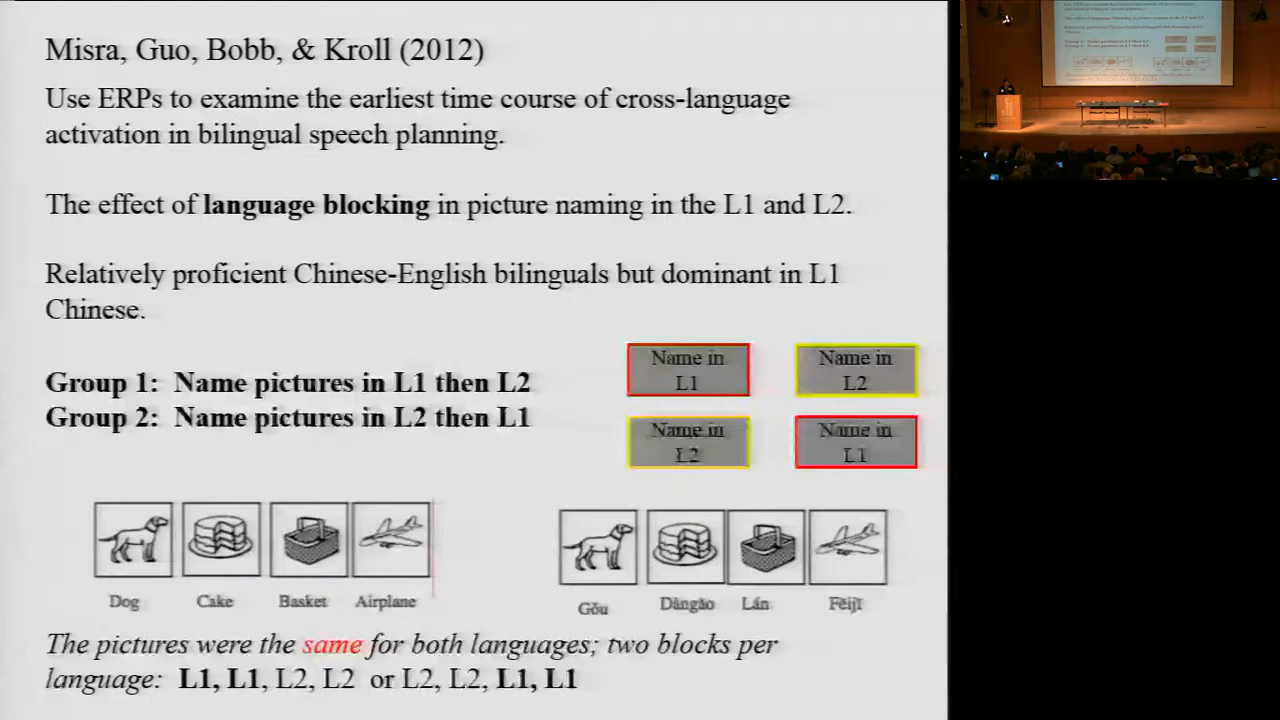 Misra, Guo, Bobb, & Kroll (2012)
Use ERPs to examine the earliest time course of cross-language
activation in bilingual speech planning.
The effect of language blocking in picture naming in the L1 and L2.
Relatively proficient Chinese-English bilinguals but dominant in L1
Chinese.
Group 1: Name pictures in L1 then L2
Group 2: Name pictures in L2 then L1
Name in
L1
Name in
L2
Name in
L2
Name in
L1
Dog Cake Basket Airplane
Gǒu Dàngāo Lán Fēijī
The pictures were the same for both languages; two blocks per
language: L1, L1, L2, L2 or L2, L2, L1, L1